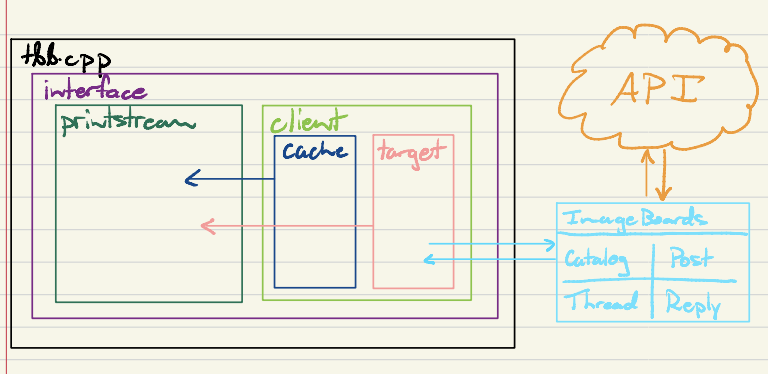 tbb.cpp
interface
printstream
client
cache
target
API
ImageBoards
Catalog Post
Thread Reply